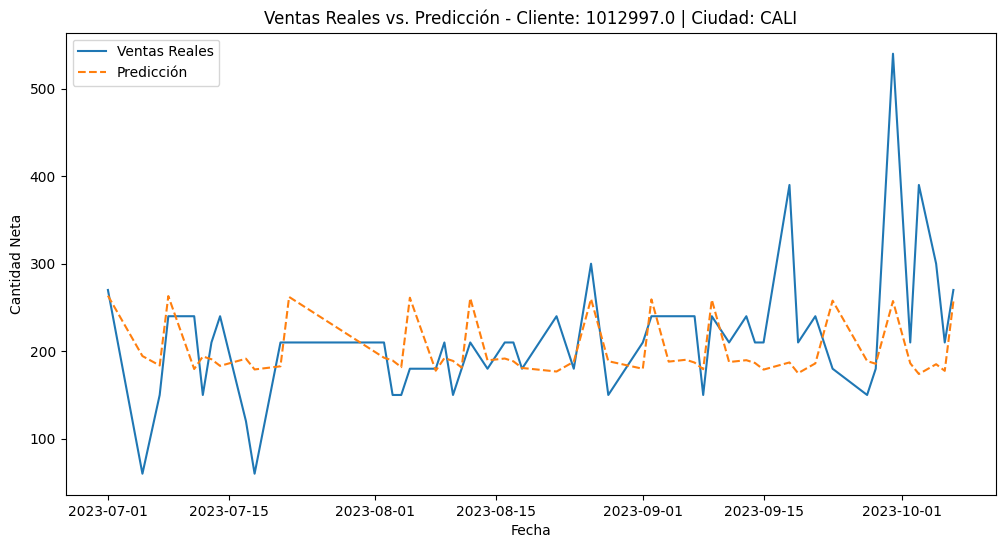 Ventas Reales vs. Predicción - Cliente: 1012997.0 | Ciudad: CALI
Ventas Reales
Predicción
Cantidad Neta
500
400
300
200
100
2023-07-01
2023-07-15
2023-08-01
2023-08-15
2023-09-01
2023-09-15
2023-10-01
Fecha